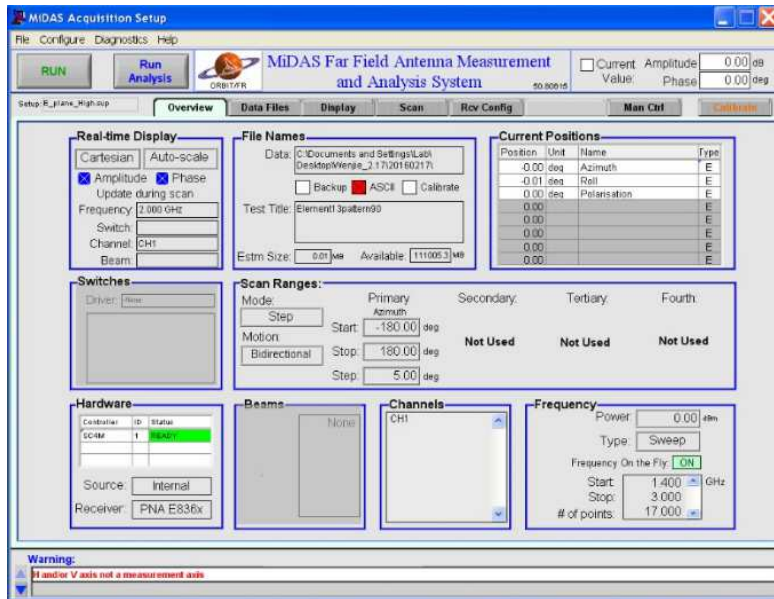 MiDAS Acquisition Setup
File Configure Diagnostics Help
RUN
Run Analysis
ORBIT/FR
MiDAS Far Field Antenna Measurement
and Analysis System
Current Value:
Amplitude 0.00 dB
Phase 0.00 deg
Setup: E_plane_High.sup
Overview Data Files Display Scan Rcv Config Man Ctrl Calibrate
Real-time Display
Cartesian Auto-scale
Amplitude Phase
Update during scan
Frequency: 2.000 GHz
Switch:
Channel: CH1
Beam:
File Names
Data: C:\Documents and Settings\Lab\
Desktop\Wenjie_2.17\20160217\
Backup ASCII Calibrate
Test Title: Element13pattern90
Estm Size: 0.01 MB Available: 111005.3 MB
Current Positions
Position Unit Name Type
-0.00 deg Azimuth E
-0.01 deg Roll E
0.00 deg Polarisation E
0.00 E
0.00 E
0.00 E
0.00 E
0.00 E
Switches
Driver: None
Scan Ranges:
Mode: Primary Secondary: Tertiary: Fourth:
Step Azimuth
Start: -180.00 deg
Motion:
Bidirectional Stop: 180.00 deg
Step: 5.00 deg
Not Used Not Used Not Used
Hardware
Controller ID Status
SC4M 1 READY
Source: Internal
Receiver: PNA E836x
Beams
None
Channels
CH1
Frequency
Power: 0.00 dBm
Type: Sweep
Frequency On the Fly: ON
Start: 1.400 GHz
Stop: 3.000
# of points: 17.000
Warning:
H and/or V axis not a measurement axis